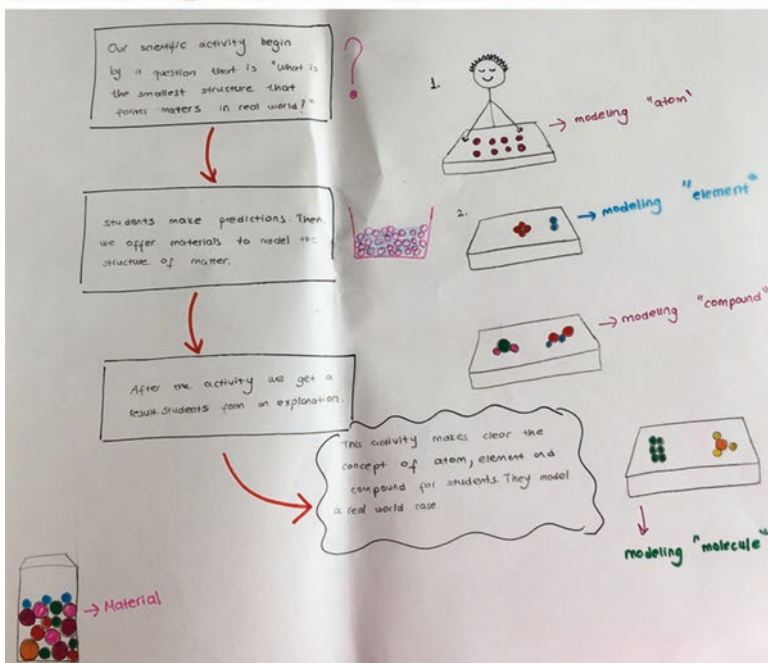 Our scientific activity begin
by a question that is "What is
the smallest structure that
forms maters in real world?"
?
1.
→ modeling "atom"
students make predictions. Then,
we offer materials to model the
structure of matter.
2.
→ modeling "element"
→ modeling "compound"
After the activity we get a
result. Students form an explanation.
This activity makes clear the
concept of atom, element and
compound for students. They model
a real world case.
modeling "molecule"
→ Material